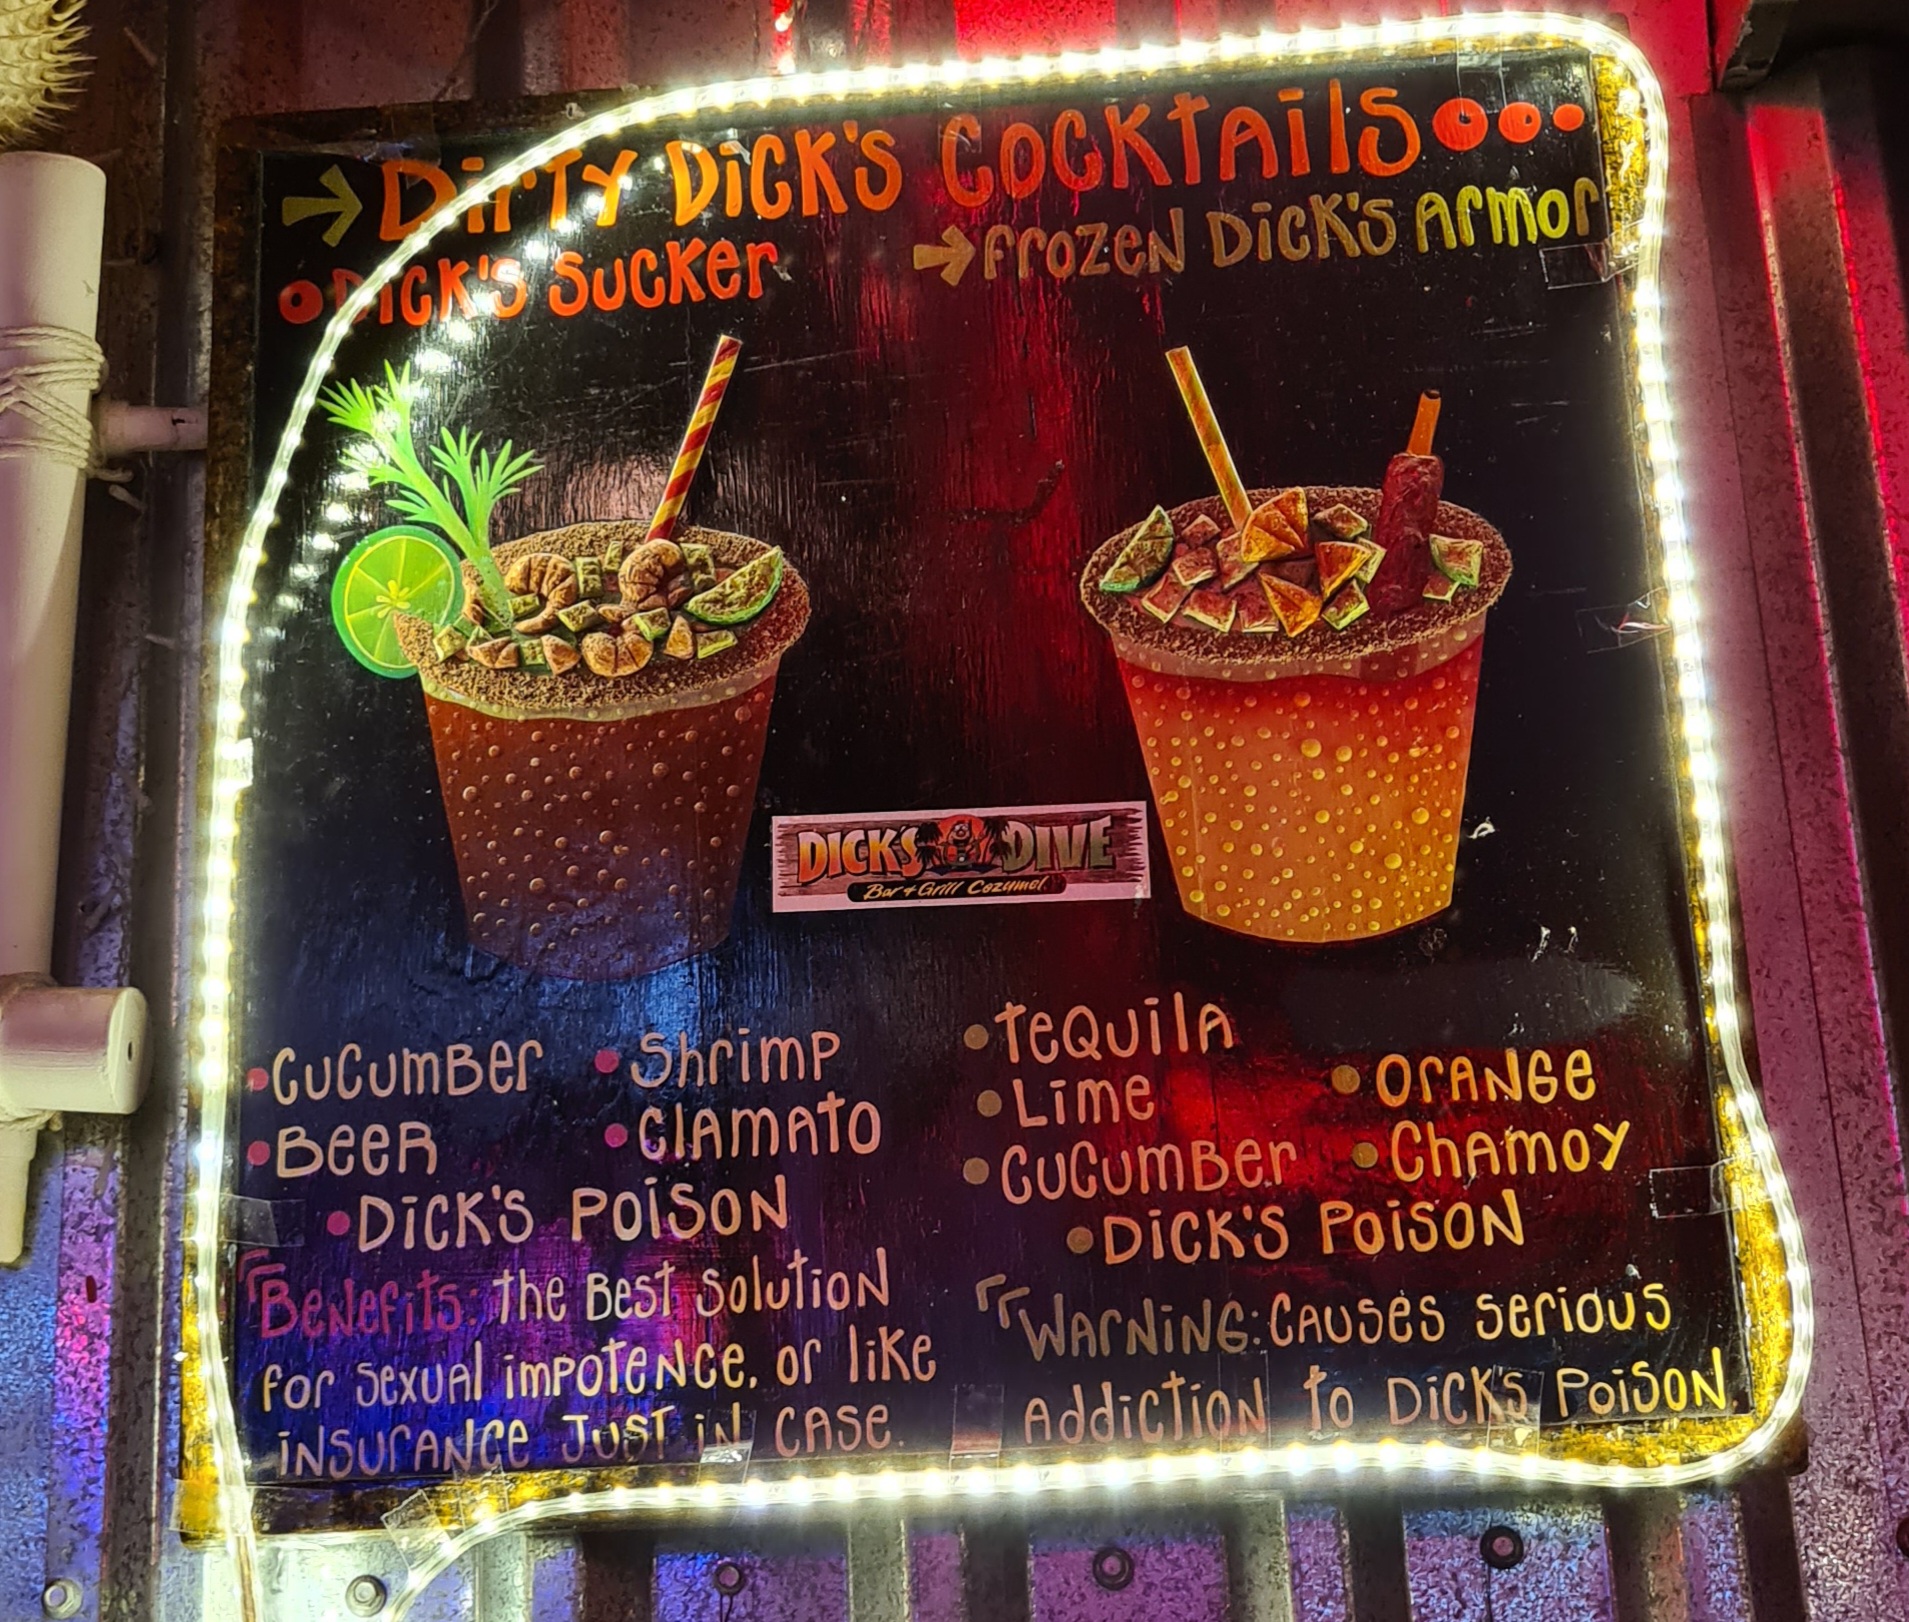 Dirty Dick's Cocktails...
Dick's Sucker
Frozen Dick's Armor
DICK'S DIVE
Bar & Grill Cozumel
Cucumber
Shrimp
Beer
Clamato
Dick's Poison
Benefits: the Best solution
for sexual impotence, or like
insurance Just in case.
Tequila
Lime
Orange
Cucumber
Chamoy
Dick's Poison
Warning: Causes serious
addiction to Dicks Poison.